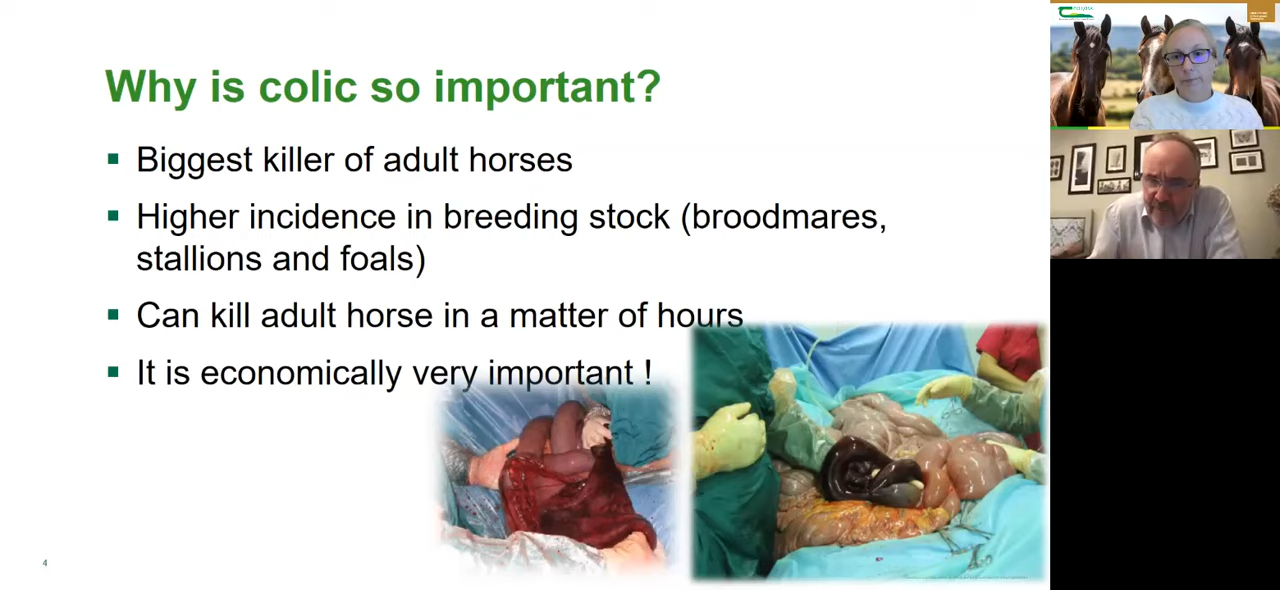 Why is colic so important?
▪ Biggest killer of adult horses
▪ Higher incidence in breeding stock (broodmares,
stallions and foals)
▪ Can kill adult horse in a matter of hours
▪ It is economically very important !
4